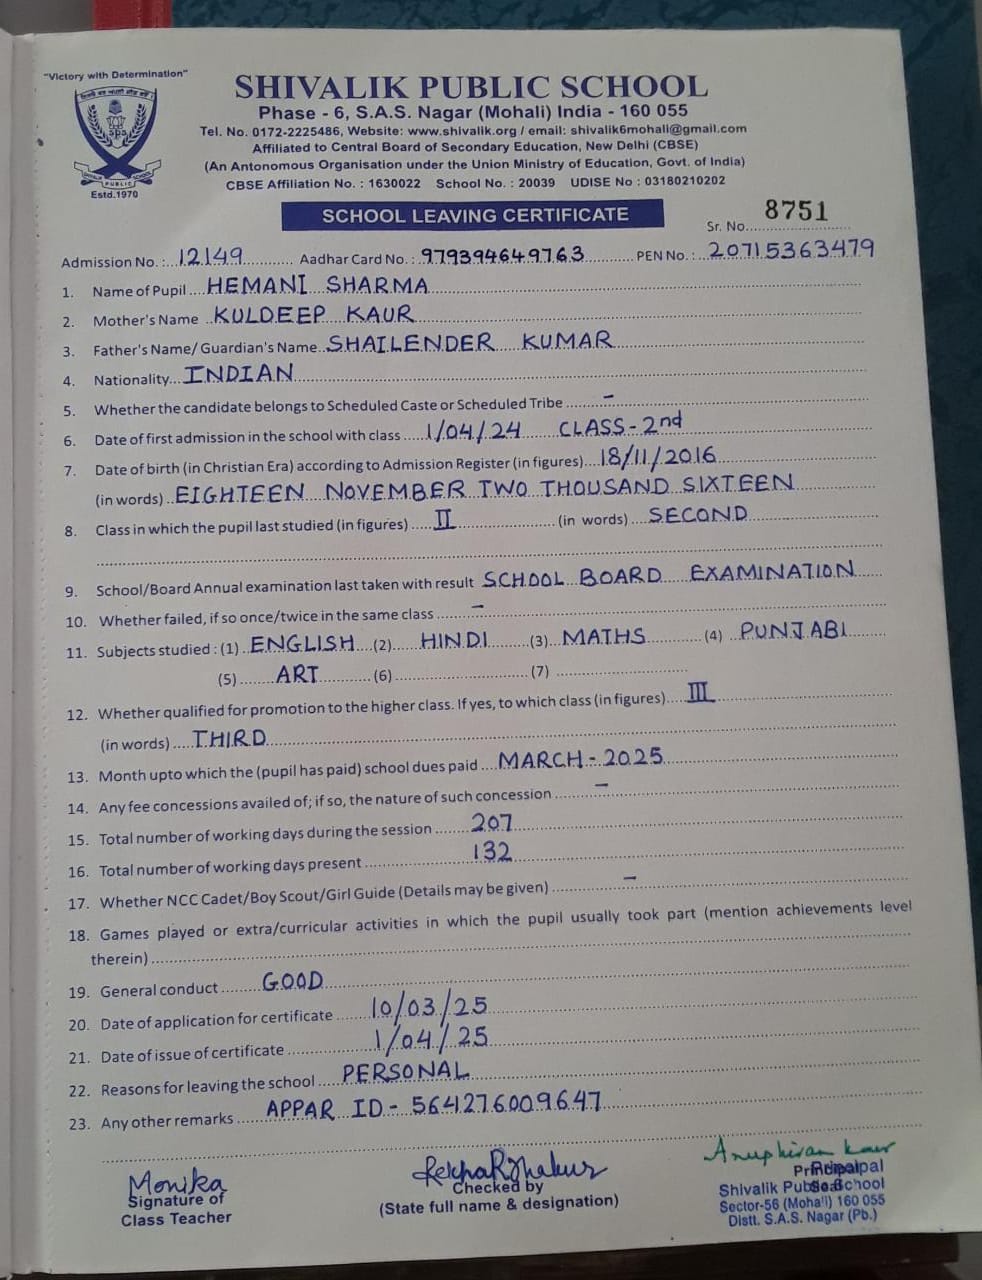 "Victory with Determination"
SHIVALIK PUBLIC SCHOOL
Phase - 6, S.A.S. Nagar (Mohali) India - 160 055
Tel. No. 0172-2225486, Website: www.shivalik.org / email: shivalik6mohali@gmail.com
Affiliated to Central Board of Secondary Education, New Delhi (CBSE)
(An Antonomous Organisation under the Union Ministry of Education, Govt. of India)
CBSE Affiliation No. : 1630022 School No. : 20039 UDISE No : 03180210202
SPS
PUBLIC SCHOOL
Estd.1970
SCHOOL LEAVING CERTIFICATE
Sr. No. 8751
Admission No. : 12149 Aadhar Card No. : 979394649763 PEN No. : 20715363479
1. Name of Pupil HEMANI SHARMA
2. Mother's Name KULDEEP KAUR
3. Father's Name/ Guardian's Name SHAILENDER KUMAR
4. Nationality INDIAN
5. Whether the candidate belongs to Scheduled Caste or Scheduled Tribe -
6. Date of first admission in the school with class 1/04/24 CLASS-2nd
7. Date of birth (in Christian Era) according to Admission Register (in figures) 18/11/2016
(in words) EIGHTEEN NOVEMBER TWO THOUSAND SIXTEEN
8. Class in which the pupil last studied (in figures) II (in words) SECOND
9. School/Board Annual examination last taken with result SCHOOL BOARD EXAMINATION
10. Whether failed, if so once/twice in the same class -
11. Subjects studied : (1) ENGLISH (2) HINDI (3) MATHS (4) PUNJABI
(5) ART (6) (7)
12. Whether qualified for promotion to the higher class. If yes, to which class (in figures) III
(in words) THIRD
13. Month upto which the (pupil has paid) school dues paid MARCH - 2025
14. Any fee concessions availed of; if so, the nature of such concession -
15. Total number of working days during the session 207
16. Total number of working days present 132
17. Whether NCC Cadet/Boy Scout/Girl Guide (Details may be given) -
18. Games played or extra/curricular activities in which the pupil usually took part (mention achievements level
therein)
19. General conduct GOOD
20. Date of application for certificate 10/03/25
21. Date of issue of certificate 1/04/25
22. Reasons for leaving the school PERSONAL
23. Any other remarks APPAR ID - 564276009647
Monika
Signature of
Class Teacher
Rekha R Thakur
Checked by
(State full name & designation)
Anuphiran Kaur
Principal
Principal
Seal
Shivalik Public School
Sector-56 (Mohali) 160 055
Distt. S.A.S. Nagar (Pb.)